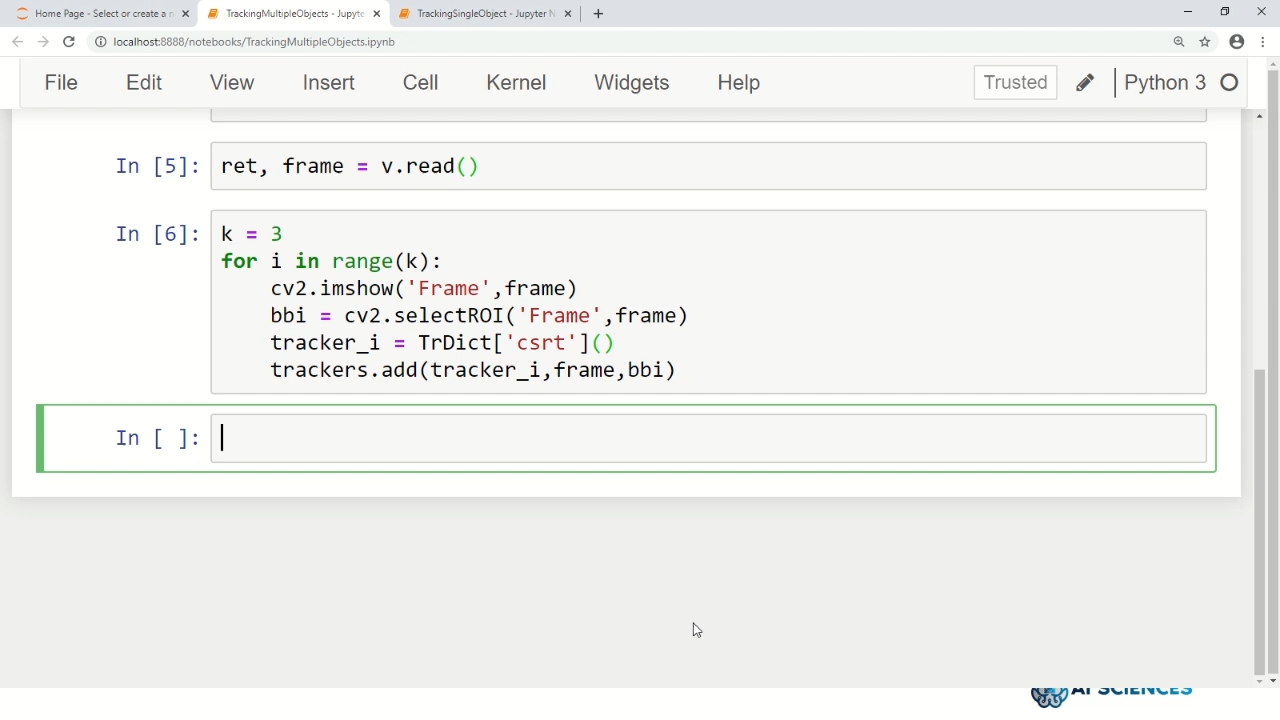 Home Page - Select or create a n
TrackingMultipleObjects - Jupyte
TrackingSingleObject - Jupyter N
localhost:8888/notebooks/TrackingMultipleObjects.ipynb
File Edit View Insert Cell Kernel Widgets Help Trusted Python 3
In [5]: ret, frame = v.read()
In [6]: k = 3
for i in range(k):
    cv2.imshow('Frame',frame)
    bbi = cv2.selectROI('Frame',frame)
    tracker_i = TrDict['csrt']()
    trackers.add(tracker_i,frame,bbi)
In [ ]:
AI SCIENCES